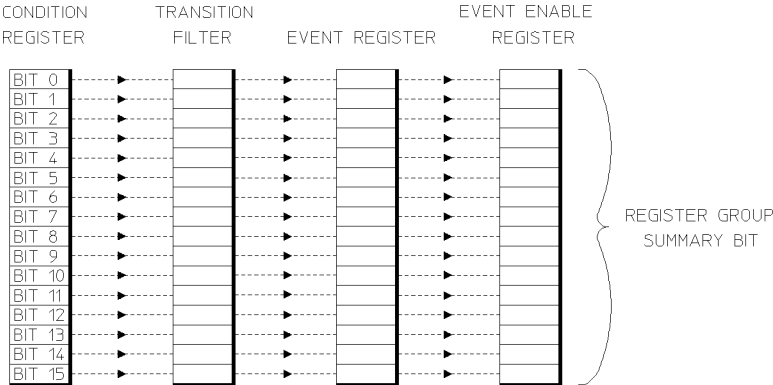 CONDITION
REGISTER
TRANSITION
FILTER
EVENT REGISTER
EVENT ENABLE
REGISTER
BIT 0
BIT 1
BIT 2
BIT 3
BIT 4
BIT 5
BIT 6
BIT 7
BIT 8
BIT 9
BIT 10
BIT 11
BIT 12
BIT 13
BIT 14
BIT 15
REGISTER GROUP
SUMMARY BIT